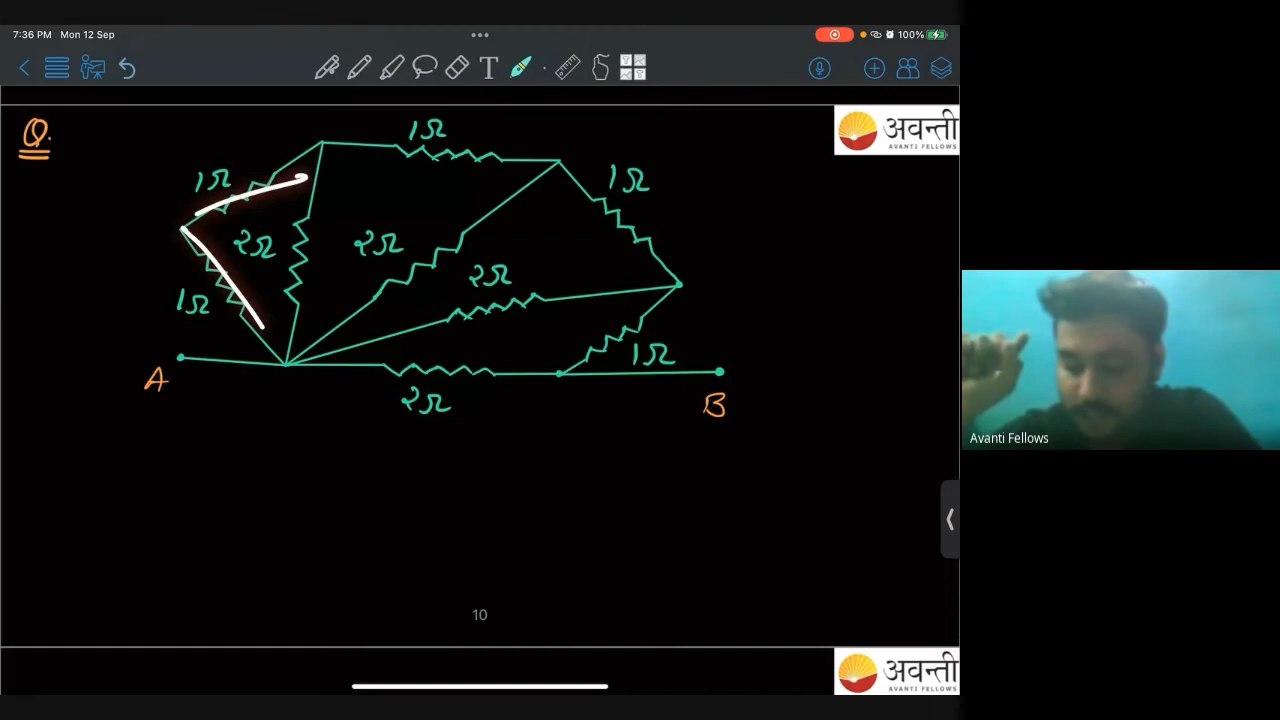 7:36 PM Mon 12 Sep
100%
T
Q.
अवन्ती
AVANTI FELLOWS
1Ω
1Ω
1Ω
2Ω
2Ω
2Ω
1Ω
1Ω
A
2Ω
B
Avanti Fellows
10
अवन्ती
AVANTI FELLOWS